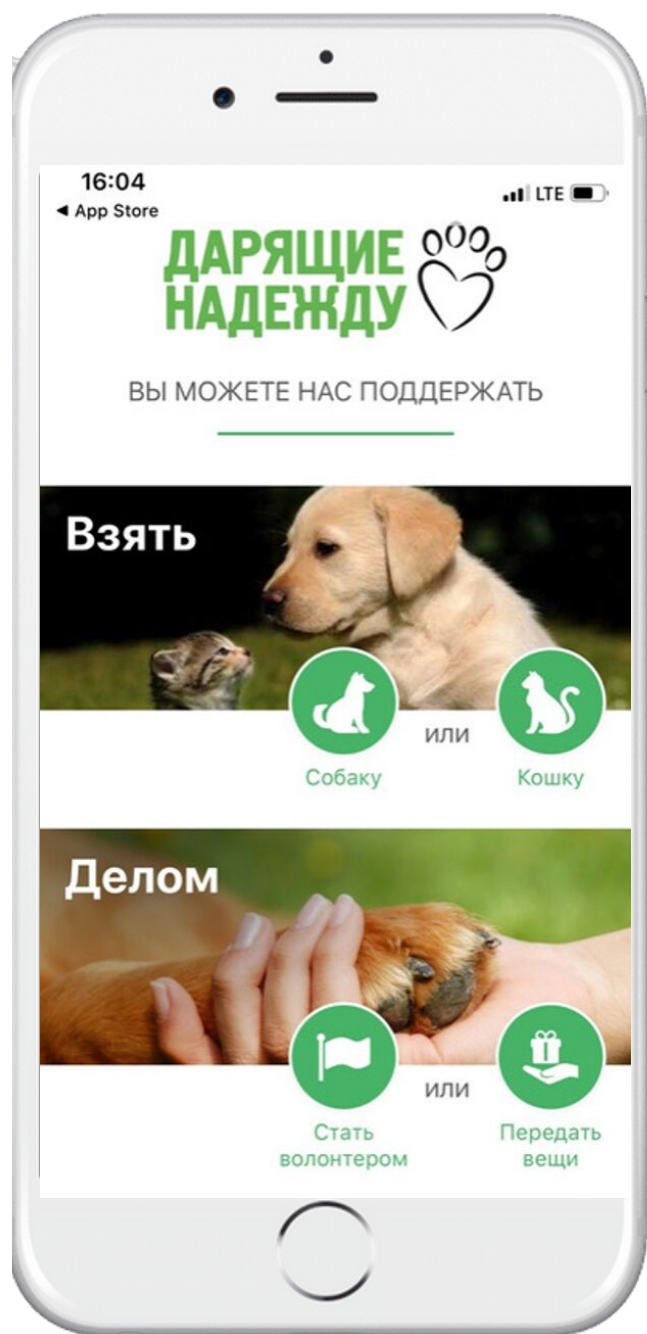 16:04
LTE
◀ App Store
ДАРЯЩИЕ
НАДЕЖДУ
ВЫ МОЖЕТЕ НАС ПОДДЕРЖАТЬ
Взять
или
Собаку
Кошку
Делом
или
Стать
волонтером
Передать
вещи